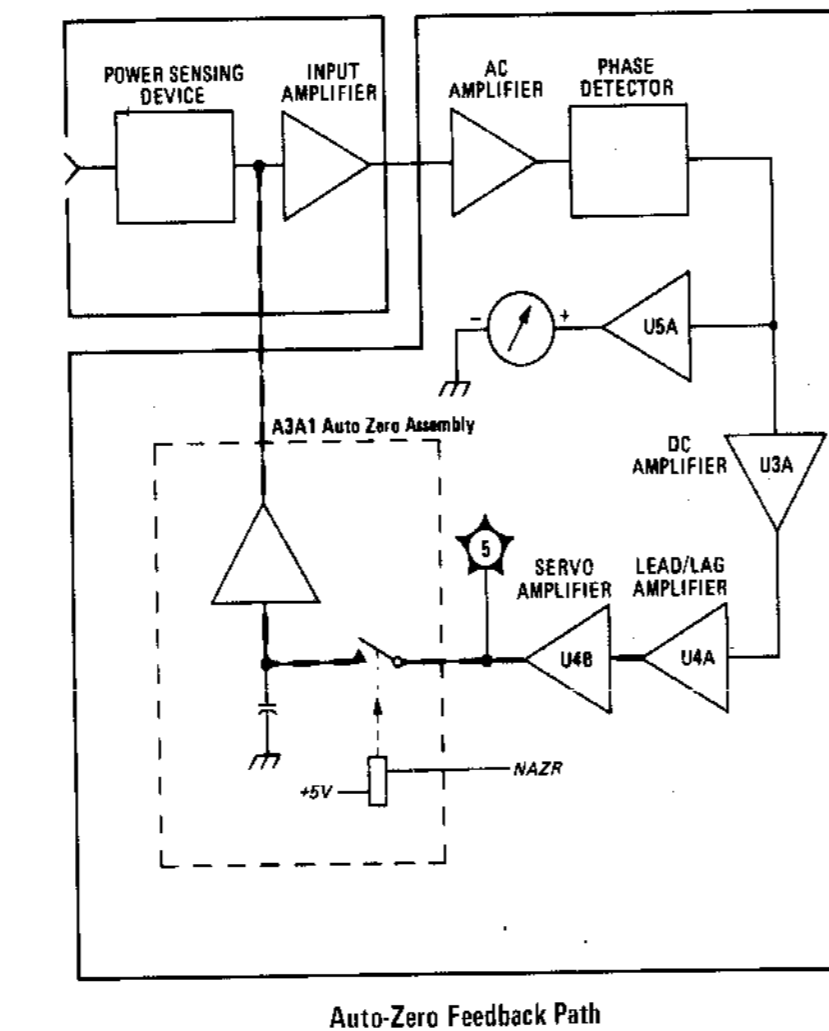 POWER SENSING
DEVICE
INPUT
AMPLIFIER
AC
AMPLIFIER
PHASE
DETECTOR
−
+
U5A
A3A1 Auto Zero Assembly
DC
AMPLIFIER
U3A
5
SERVO
AMPLIFIER
LEAD/LAG
AMPLIFIER
U4B
U4A
NAZR
+5V
Auto-Zero Feedback Path